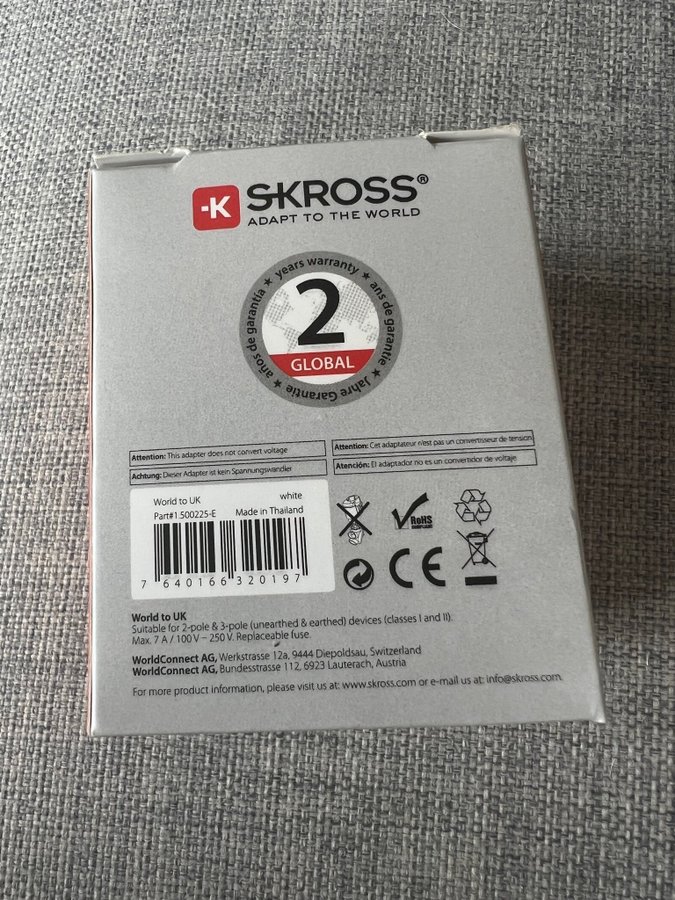 -K SKROSS®
ADAPT TO THE WORLD
years warranty ★ ans de garantie ★ Jahre Garantie ★ años de garantía ★
2
GLOBAL
Attention: This adapter does not convert voltage
Attention: Cet adaptateur n'est pas un convertisseur de tension
Achtung: Dieser Adapter ist kein Spannungswandler
Atención: El adaptador no es un convertidor de voltaje
World to UK white
Part#1.500225-E Made in Thailand
7 640166 320197
RoHS
COMPLIANT
CE
World to UK
Suitable for 2-pole & 3-pole (unearthed & earthed) devices (classes I and II).
Max. 7 A / 100 V – 250 V. Replaceable fuse.
WorldConnect AG, Werkstrasse 12a, 9444 Diepoldsau, Switzerland
WorldConnect AG, Bundesstrasse 112, 6923 Lauterach, Austria
For more product information, please visit us at: www.skross.com or e-mail us at: info@skross.com.